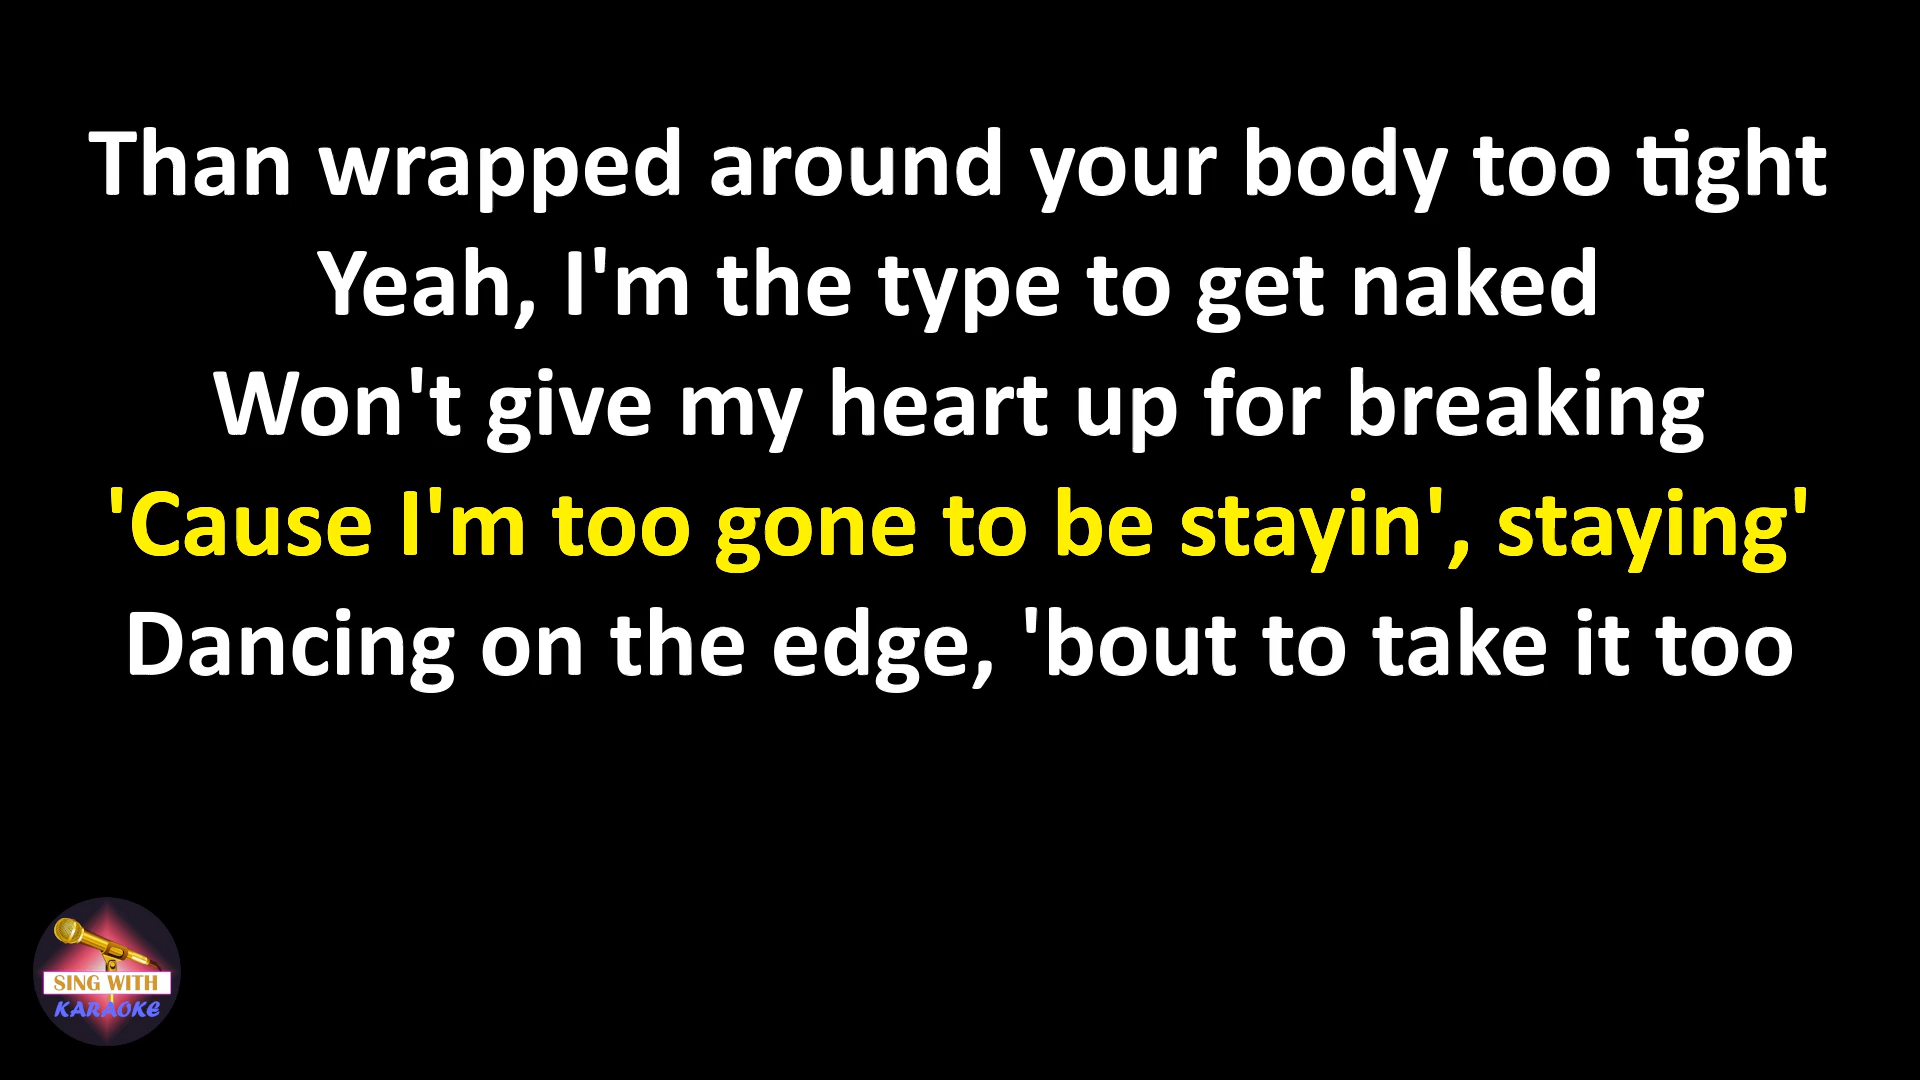 Than wrapped around your body too tight
Yeah, I'm the type to get naked
Won't give my heart up for breaking
'Cause I'm too gone to be stayin', staying'
Dancing on the edge, 'bout to take it too
SING WITH
KARAOKE